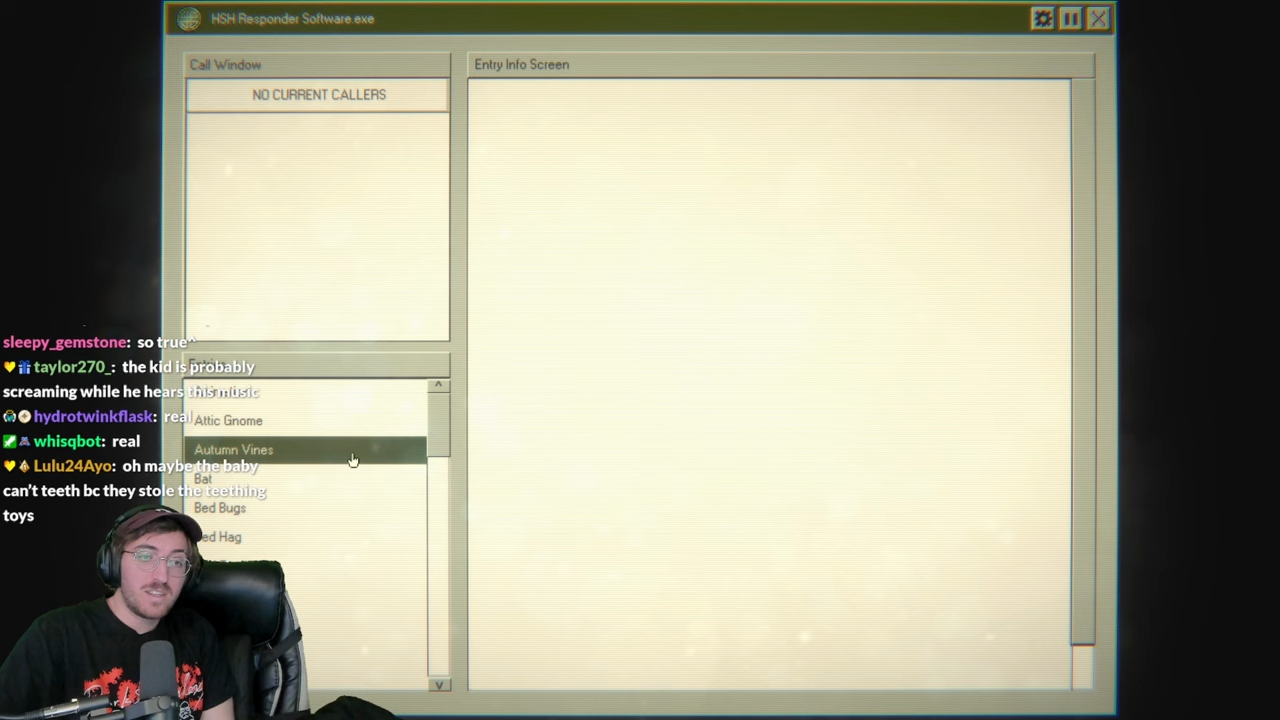 HSH Responder Software.exe
Call Window
NO CURRENT CALLERS
Entry Info Screen
sleepy_gemstone: so true^
taylor270_: the kid is probably
screaming while he hears this music
hydrotwinkflask: real
whisqbot: real
Lulu24Ayo: oh maybe the baby
can't teeth bc they stole the teething
toys
Attic Gnome
Autumn Vines
Bat
Bed Bugs